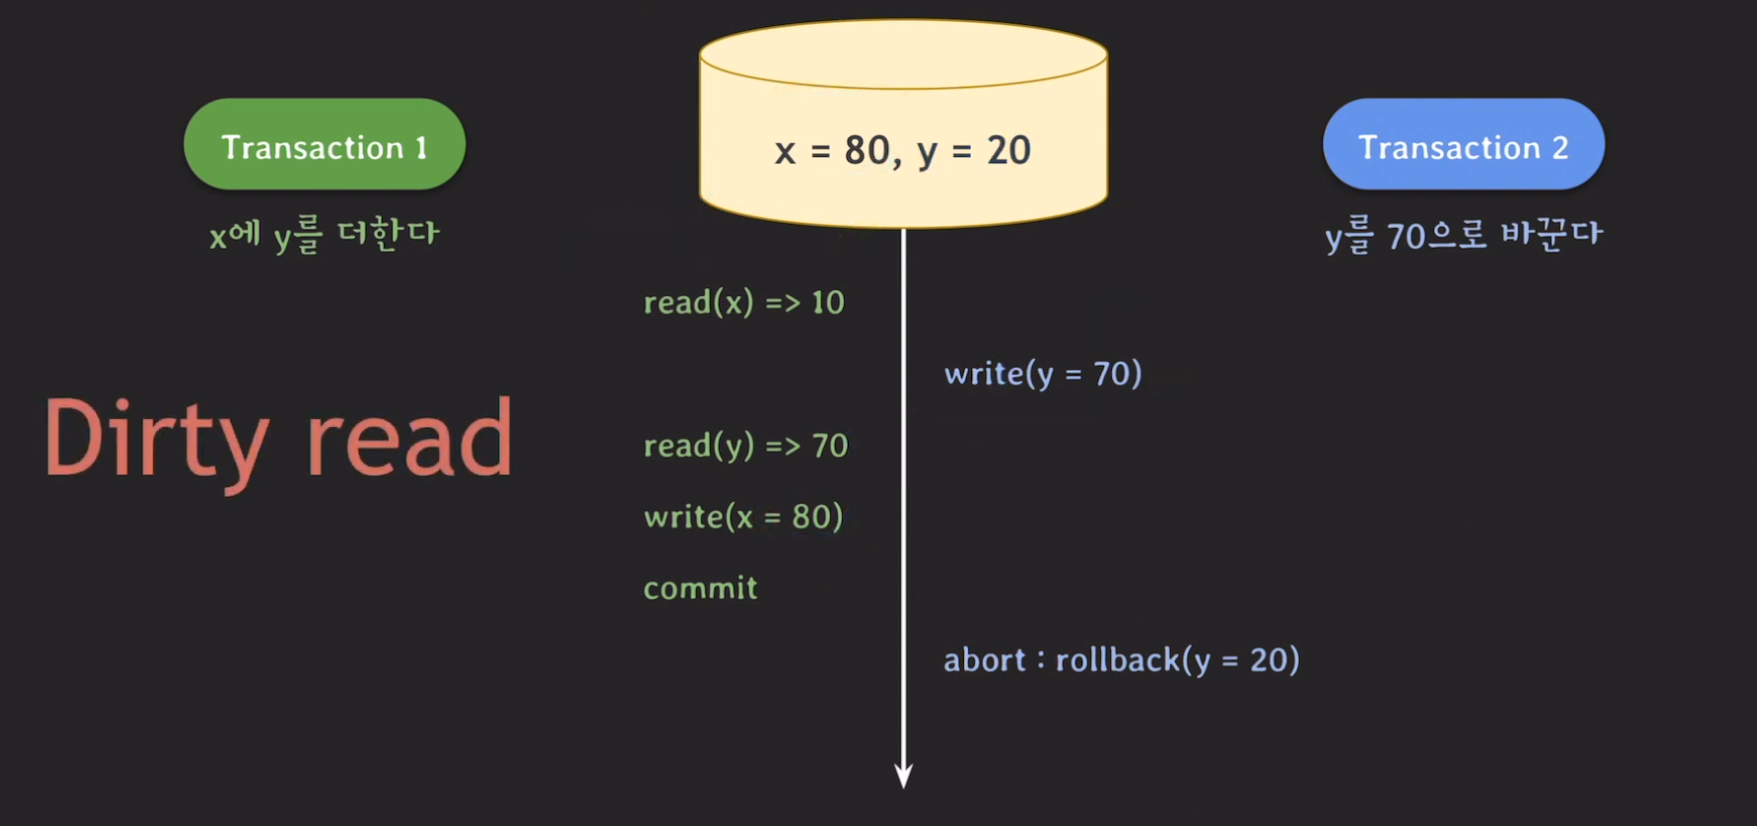 Transaction 1
x에 y를 더한다
x = 80, y = 20
Transaction 2
y를 70으로 바꾼다
read(x) => 10
write(y = 70)
Dirty read
read(y) => 70
write(x = 80)
commit
abort : rollback(y = 20)